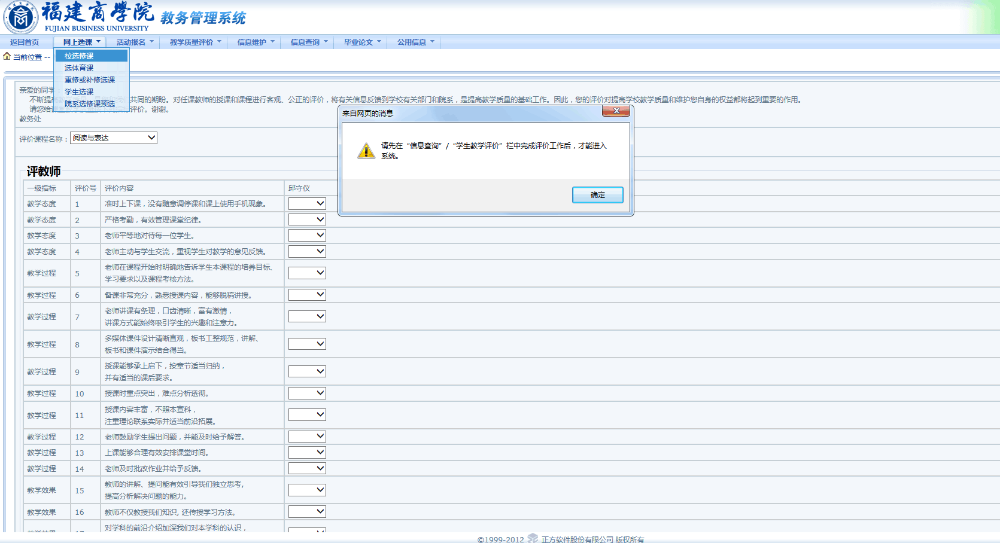 福建商学院
FUJIAN BUSINESS UNIVERSITY
教务管理系统
返回首页 网上选课 活动报名 教学质量评价 信息维护 信息查询 毕业论文 公用信息
当前位置 --
校选修课
选体育课
重修或补修选课
学生选课
院系选修课预选
亲爱的同学
不断提高 共同的期盼。对任课教师的授课和课程进行客观、公正的评价，将有关信息反馈到学校有关部门和院系，是提高教学质量的基础工作。因此，您的评价对提高学校教学质量和维护您自身的权益都将起到重要的作用。
请您给 评价。谢谢。
教务处
评价课程名称： 阅读与表达
来自网页的消息
请先在“信息查询”/“学生教学评价”栏中完成评价工作后，才能进入
系统。
确定
评教师
一级指标 评价号 评价内容 邱守仪
教学态度 1 准时上下课，没有随意调停课和课上使用手机现象。
教学态度 2 严格考勤，有效管理课堂纪律。
教学态度 3 老师平等地对待每一位学生。
教学态度 4 老师主动与学生交流，重视学生对教学的意见反馈。
教学过程 5 老师在课程开始时明确地告诉学生本课程的培养目标、
学习要求以及课程考核方法。
教学过程 6 备课非常充分，熟悉授课内容，能够脱稿讲授。
教学过程 7 老师讲课有条理，口齿清晰，富有激情，
讲课方式能始终吸引学生的兴趣和注意力。
教学过程 8 多媒体课件设计清晰直观，板书工整规范，讲解、
板书和课件演示结合得当。
教学过程 9 授课能够承上启下，按章节适当归纳，
并有适当的课后要求。
教学过程 10 授课时重点突出，难点分析透彻。
教学过程 11 授课内容丰富，不照本宣科，
注重理论联系实际并适当前沿拓展。
教学过程 12 老师鼓励学生提出问题，并能及时给予解答。
教学过程 13 上课能够合理有效安排课堂时间。
教学过程 14 老师及时批改作业并给予反馈。
教学效果 15 教师的讲解、提问能有效引导我们独立思考,
提高分析解决问题的能力。
教学效果 16 教师不仅教授我们知识, 还传授学习方法。
对学科的前沿介绍加深我们对本学科的认识，
©1999-2012 正方软件股份有限公司 版权所有